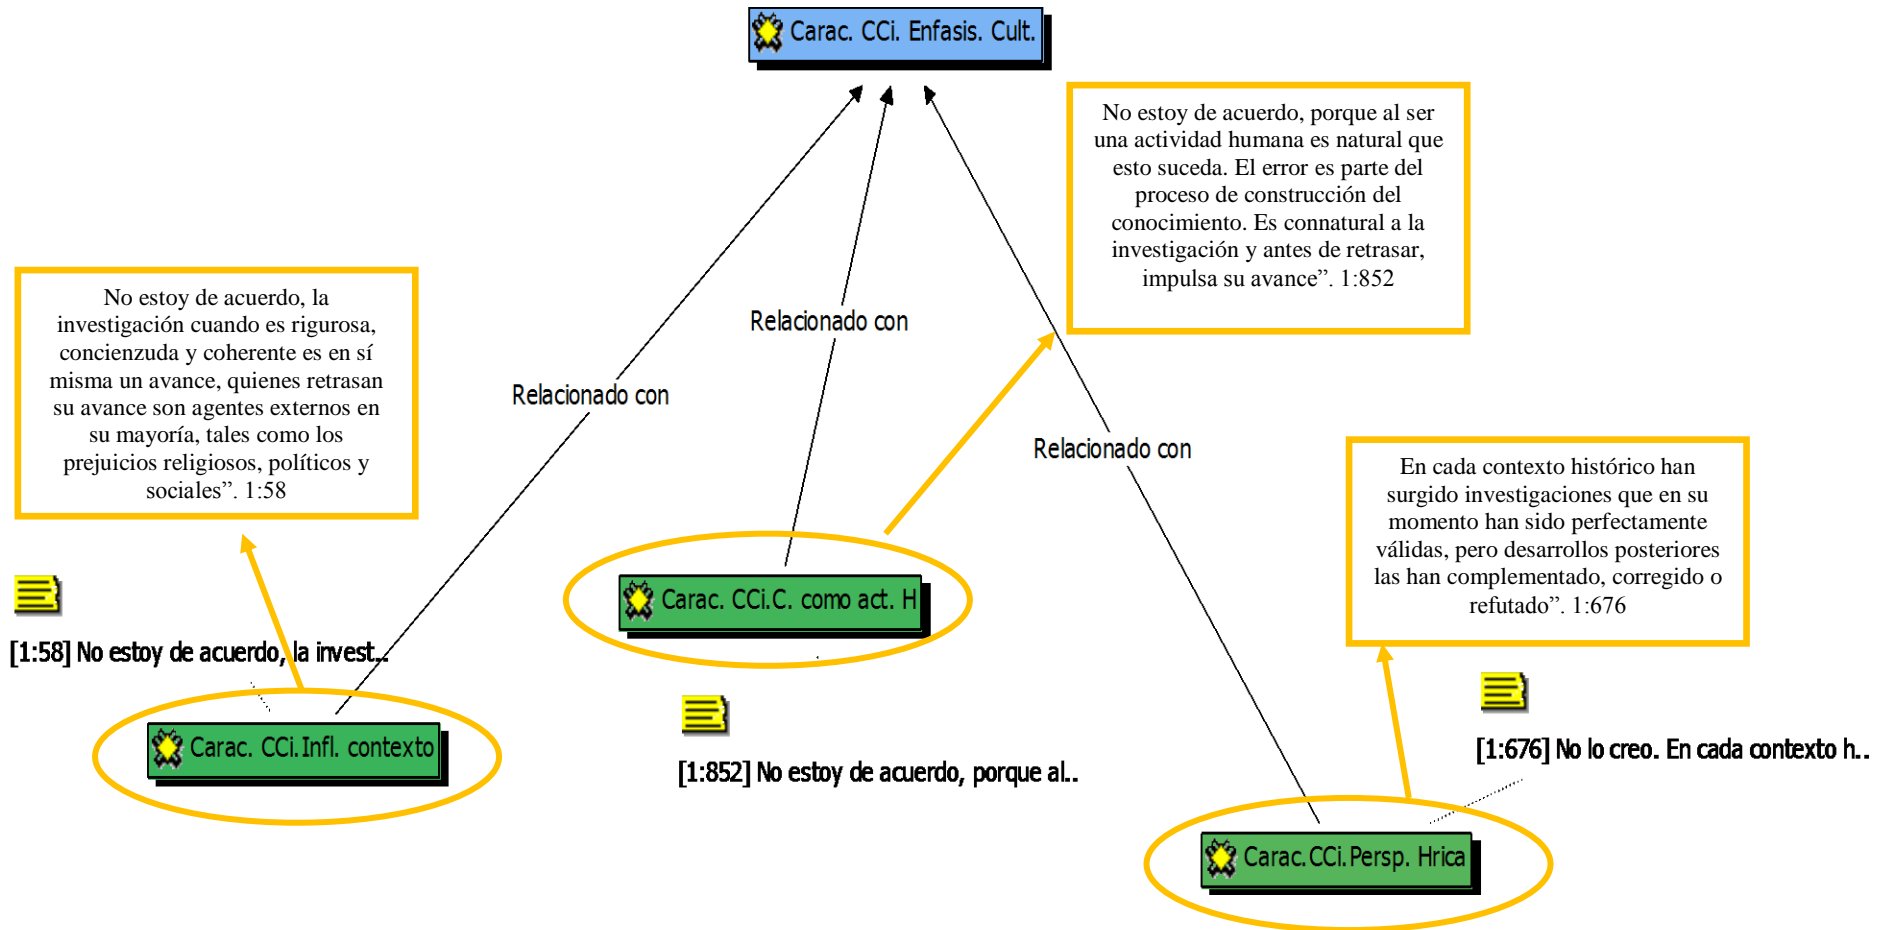 Carac. CCi. Enfasis. Cult.
No estoy de acuerdo, porque al ser
una actividad humana es natural que
esto suceda. El error es parte del
proceso de construcción del
conocimiento. Es connatural a la
investigación y antes de retrasar,
impulsa su avance”. 1:852
No estoy de acuerdo, la
investigación cuando es rigurosa,
concienzuda y coherente es en sí
misma un avance, quienes retrasan
su avance son agentes externos en
su mayoría, tales como los
prejuicios religiosos, políticos y
sociales”. 1:58
Relacionado con
Relacionado con
Relacionado con
En cada contexto histórico han
surgido investigaciones que en su
momento han sido perfectamente
válidas, pero desarrollos posteriores
las han complementado, corregido o
refutado”. 1:676
Carac. CCi.C. como act. H
[1:58] No estoy de acuerdo, la invest..
Carac. CCi.Infl. contexto
[1:852] No estoy de acuerdo, porque al..
[1:676] No lo creo. En cada contexto h..
Carac.CCi.Persp. Hrica